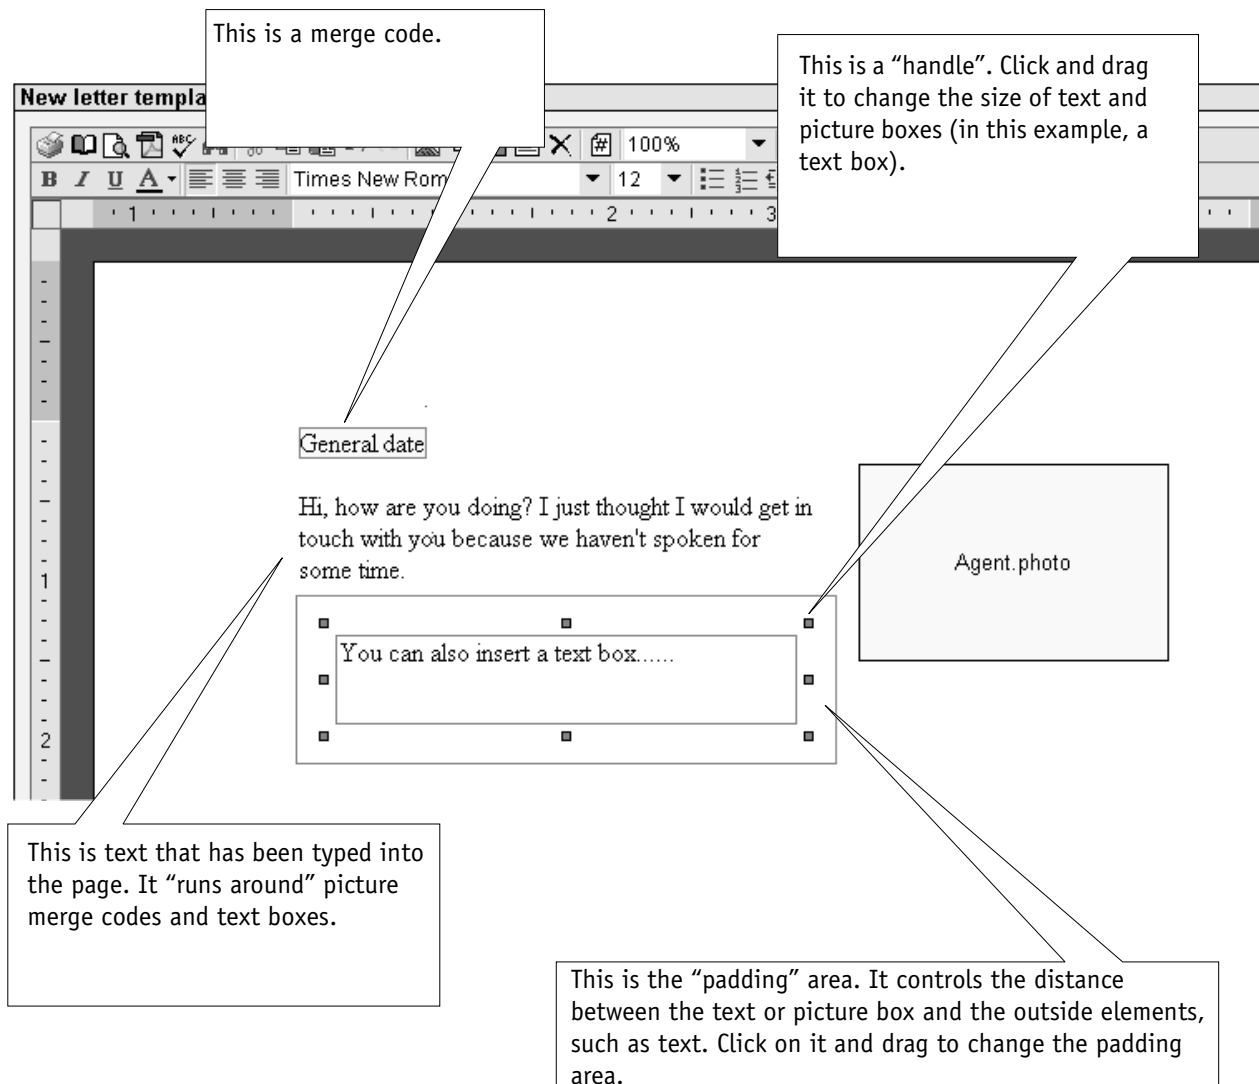 This is a merge code.
This is a “handle”. Click and drag
it to change the size of text and
picture boxes (in this example, a
text box).
New letter templa
ABC
# 100%
B I U A Times New Rom 12
1 2 3
General date
Hi, how are you doing? I just thought I would get in
touch with you because we haven't spoken for
some time.
Agent.photo
You can also insert a text box......
1
2
This is text that has been typed into
the page. It “runs around” picture
merge codes and text boxes.
This is the “padding” area. It controls the distance
between the text or picture box and the outside elements,
such as text. Click on it and drag to change the padding
area.